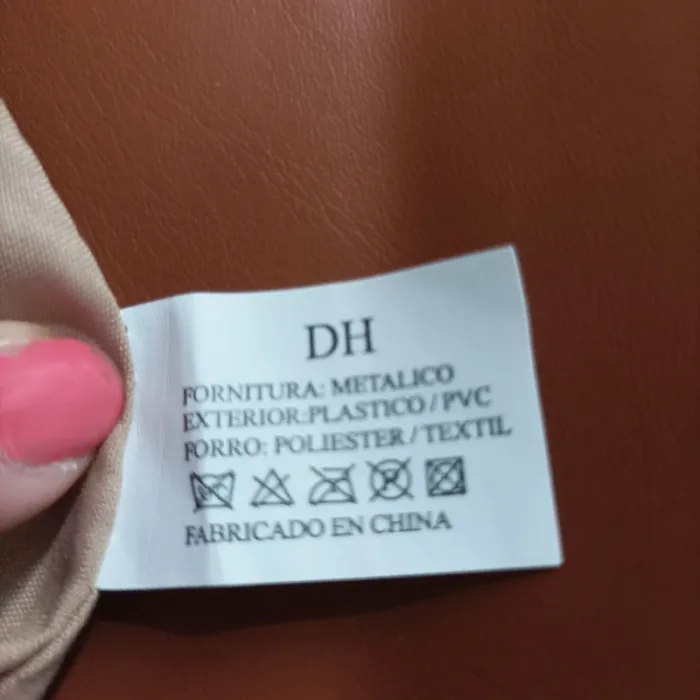 DH
FORNITURA: METALICO
EXTERIOR:PLASTICO / PVC
FORRO: POLIESTER / TEXTIL
FABRICADO EN CHINA